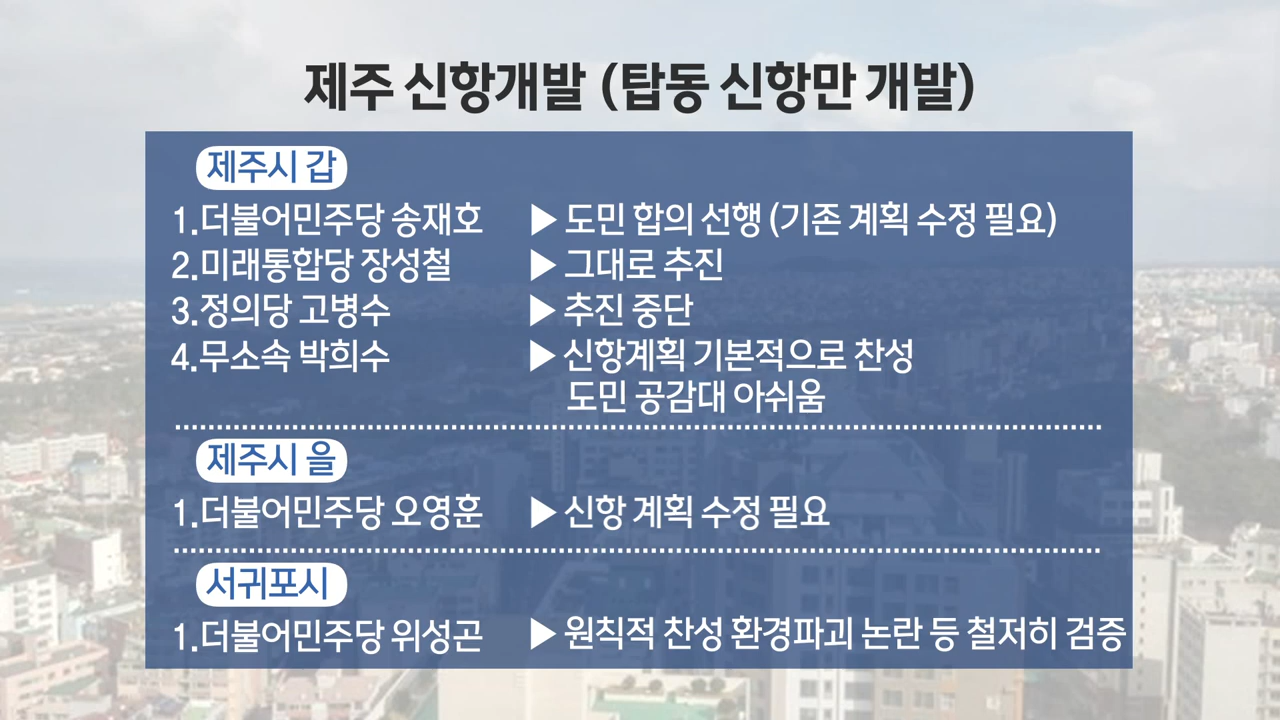 제주 신항개발 (탑동 신항만 개발)
제주시 갑
1.더불어민주당 송재호 ▶ 도민 합의 선행 (기존 계획 수정 필요)
2.미래통합당 장성철 ▶ 그대로 추진
3.정의당 고병수 ▶ 추진 중단
4.무소속 박희수 ▶ 신항계획 기본적으로 찬성
도민 공감대 아쉬움
제주시 을
1.더불어민주당 오영훈 ▶ 신항 계획 수정 필요
서귀포시
1.더불어민주당 위성곤 ▶ 원칙적 찬성 환경파괴 논란 등 철저히 검증